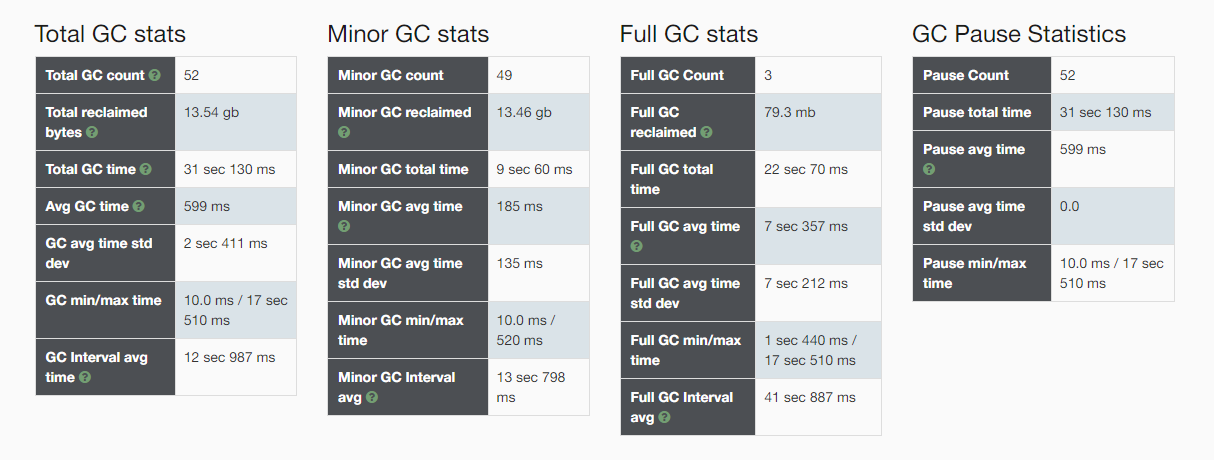 Total GC stats
Total GC count 52
Total reclaimed bytes 13.54 gb
Total GC time 31 sec 130 ms
Avg GC time 599 ms
GC avg time std dev 2 sec 411 ms
GC min/max time 10.0 ms / 17 sec 510 ms
GC Interval avg time 12 sec 987 ms
Minor GC stats
Minor GC count 49
Minor GC reclaimed 13.46 gb
Minor GC total time 9 sec 60 ms
Minor GC avg time 185 ms
Minor GC avg time std dev 135 ms
Minor GC min/max time 10.0 ms / 520 ms
Minor GC Interval avg 13 sec 798 ms
Full GC stats
Full GC Count 3
Full GC reclaimed 79.3 mb
Full GC total time 22 sec 70 ms
Full GC avg time 7 sec 357 ms
Full GC avg time std dev 7 sec 212 ms
Full GC min/max time 1 sec 440 ms / 17 sec 510 ms
Full GC Interval avg 41 sec 887 ms
GC Pause Statistics
Pause Count 52
Pause total time 31 sec 130 ms
Pause avg time 599 ms
Pause avg time std dev 0.0
Pause min/max time 10.0 ms / 17 sec 510 ms